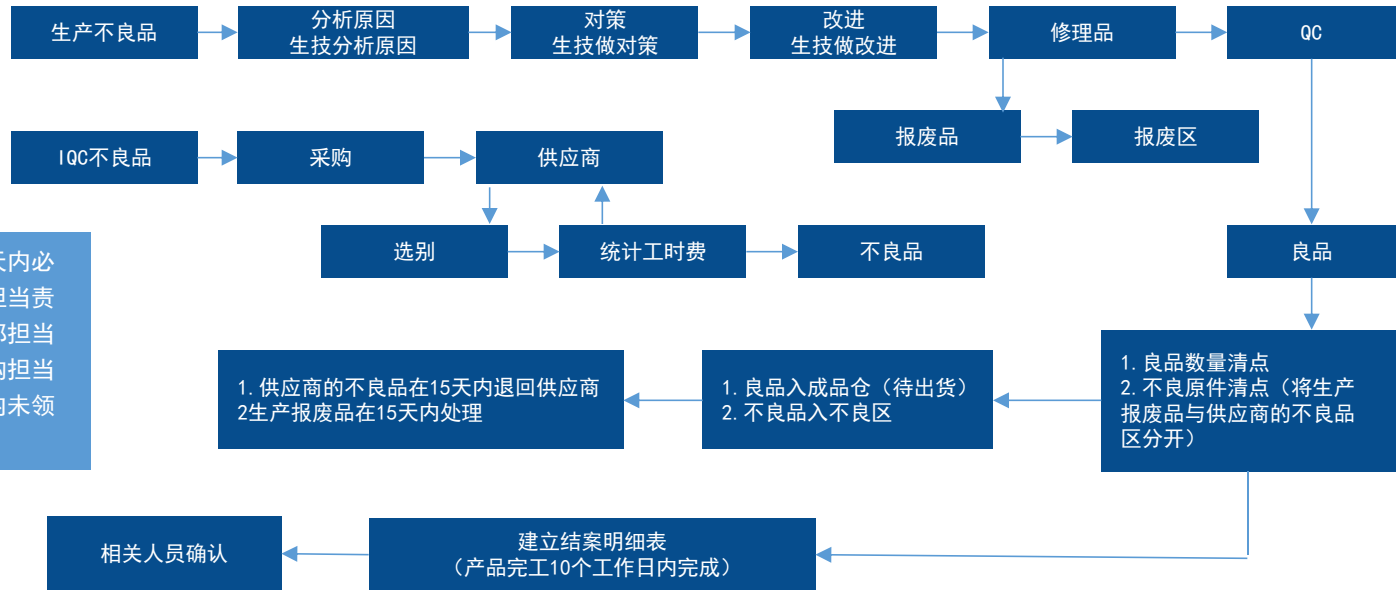 生产不良品
分析原因
生技分析原因
对策
生技做对策
改进
生技做改进
修理品
QC
报废品
报废区
IQC不良品
采购
供应商
选别
统计工时费
不良品
良品
天内必
担当责
部担当
购担当
内未领
1. 供应商的不良品在15天内退回供应商
2生产报废品在15天内处理
1. 良品入成品仓（待出货）
2. 不良品入不良区
1. 良品数量清点
2. 不良原件清点（将生产
报废品与供应商的不良品
区分开）
相关人员确认
建立结案明细表
（产品完工10个工作日内完成）